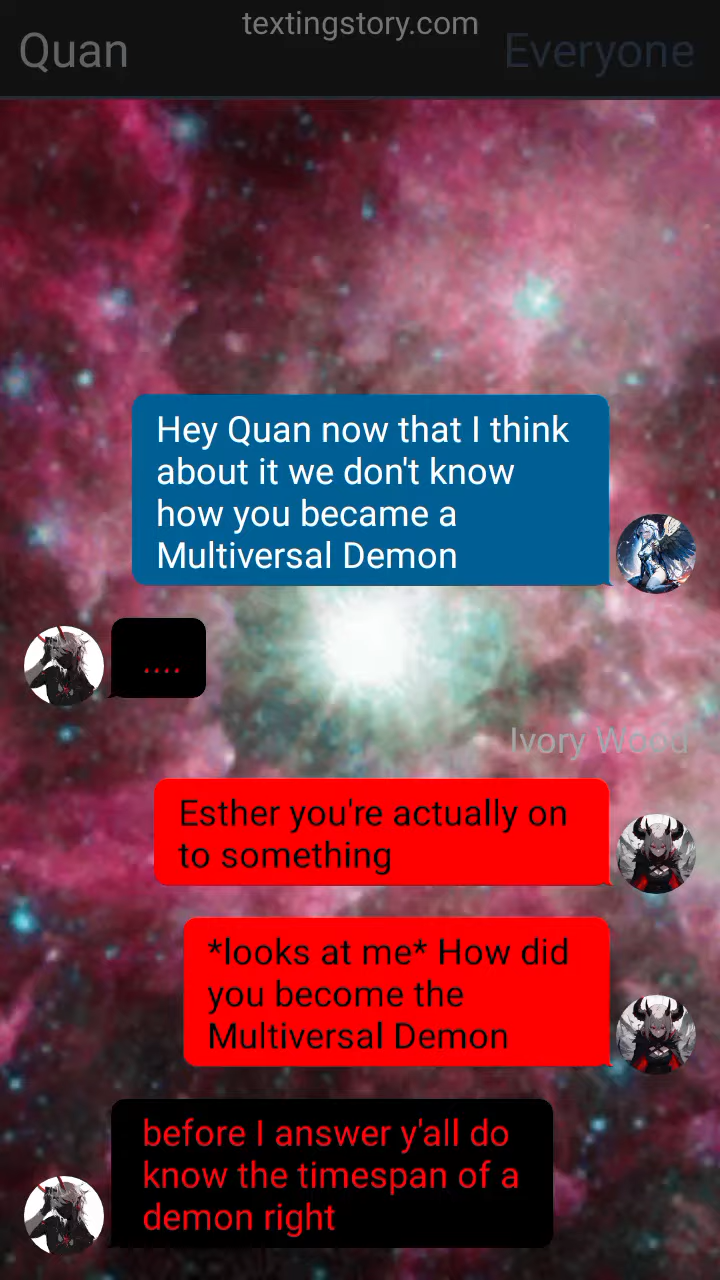 textingstory.com
Quan
Everyone
Hey Quan now that I think
about it we don't know
how you became a
Multiversal Demon
....
Ivory Wood
Esther you're actually on
to something
*looks at me* How did
you become the
Multiversal Demon
before I answer y'all do
know the timespan of a
demon right